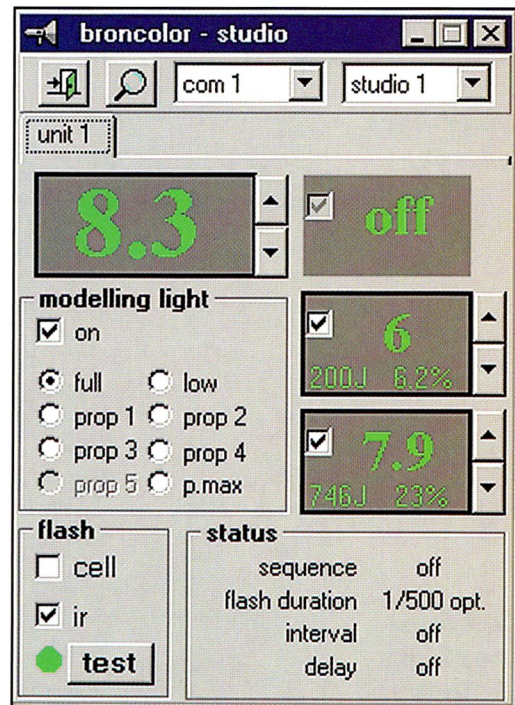 broncolor - studio
com 1 studio 1
unit 1
8.3 off
modelling light
on
full low
prop 1 prop 2
prop 3 prop 4
prop 5 p.max
6
200J 6.2%
7.9
746J 23%
flash
cell
ir
test
status
sequence off
flash duration 1/500 opt.
interval off
delay off